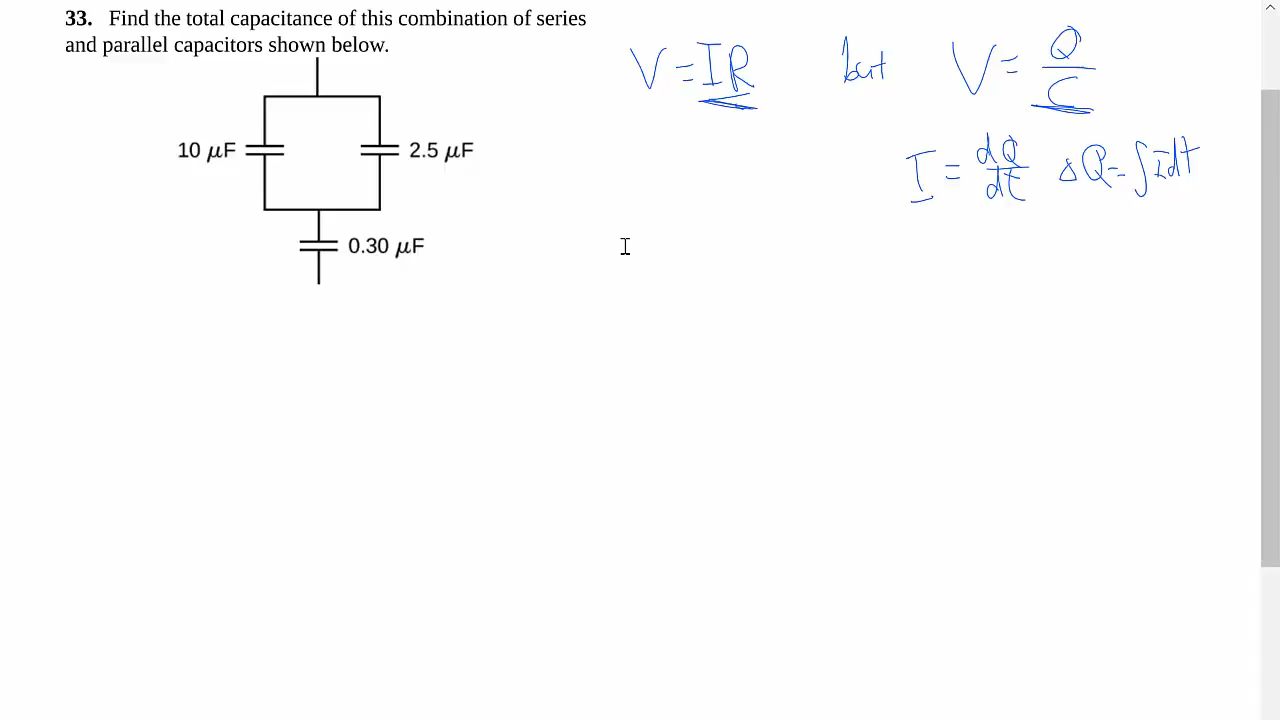 33. Find the total capacitance of this combination of series
and parallel capacitors shown below.
V = IR but V = Q/C
I = dQ/dt ΔQ = ∫Idt
10 μF
2.5 μF
0.30 μF